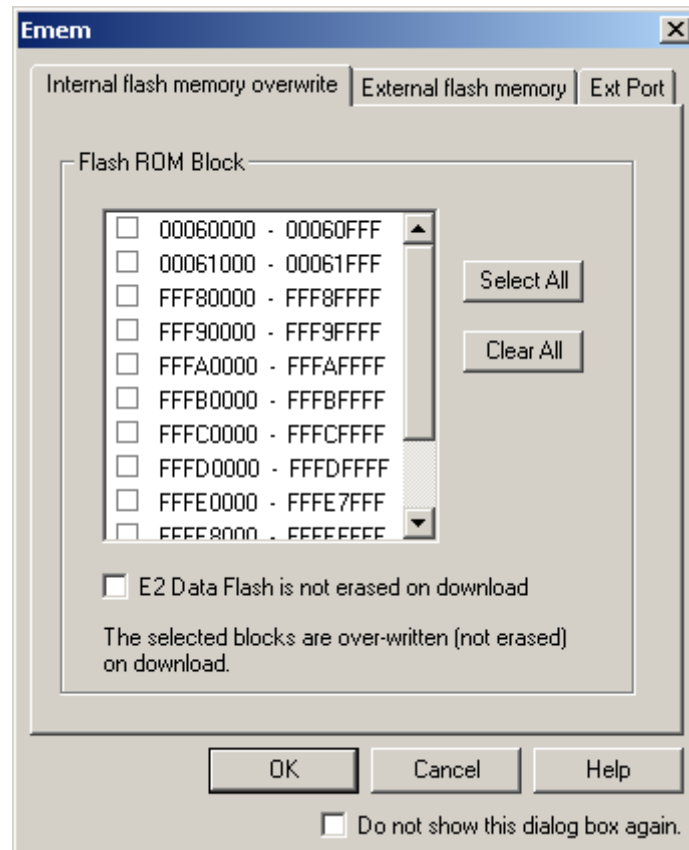 Emem
Internal flash memory overwrite
External flash memory
Ext Port
Flash ROM Block
00060000 - 00060FFF
00061000 - 00061FFF
FFF80000 - FFF8FFFF
FFF90000 - FFF9FFFF
FFFA0000 - FFFAFFFF
FFFB0000 - FFFBFFFF
FFFC0000 - FFFCFFFF
FFFD0000 - FFFDFFFF
FFFE0000 - FFFE7FFF
FFFE8000 - FFFEFFFF
Select All
Clear All
E2 Data Flash is not erased on download
The selected blocks are over-written (not erased)
on download.
OK
Cancel
Help
Do not show this dialog box again.